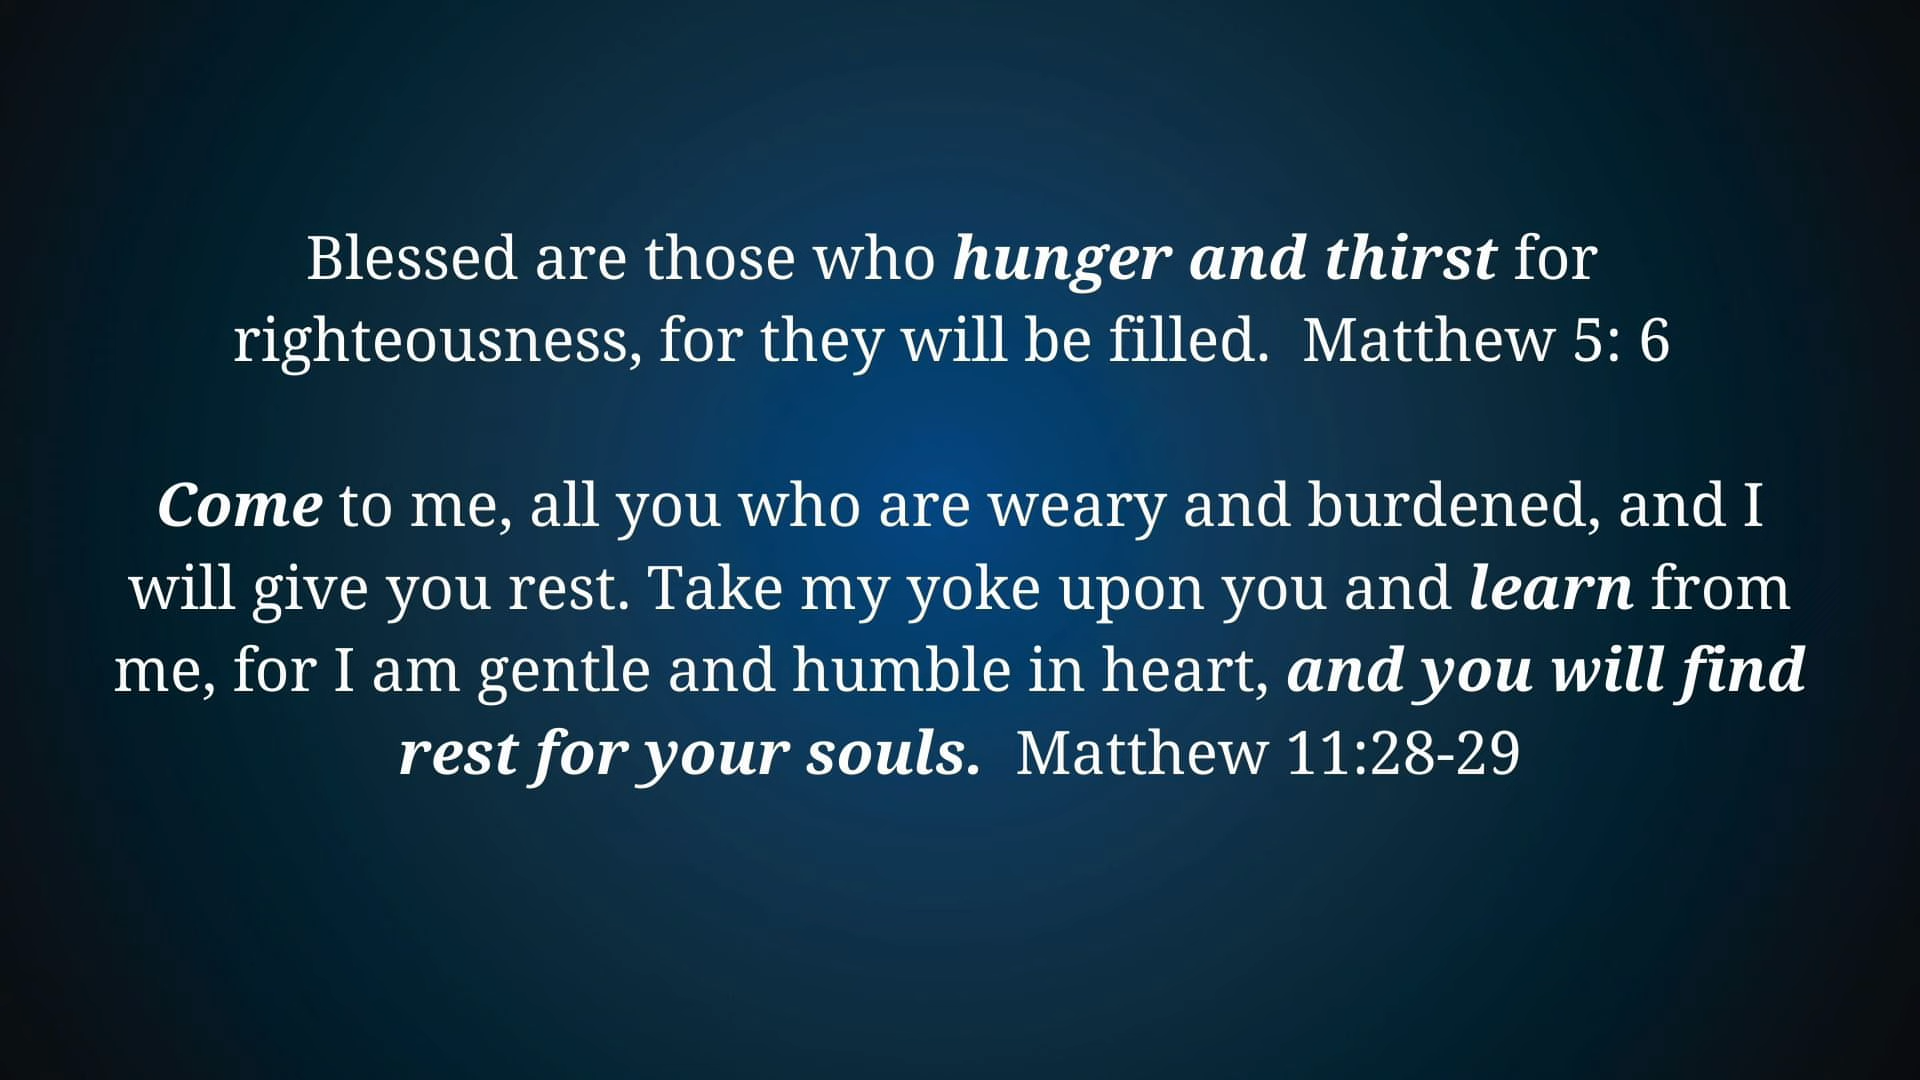 Blessed are those who hunger and thirst for
righteousness, for they will be filled.  Matthew 5: 6
Come to me, all you who are weary and burdened, and I
will give you rest. Take my yoke upon you and learn from
me, for I am gentle and humble in heart, and you will find
rest for your souls.  Matthew 11:28-29